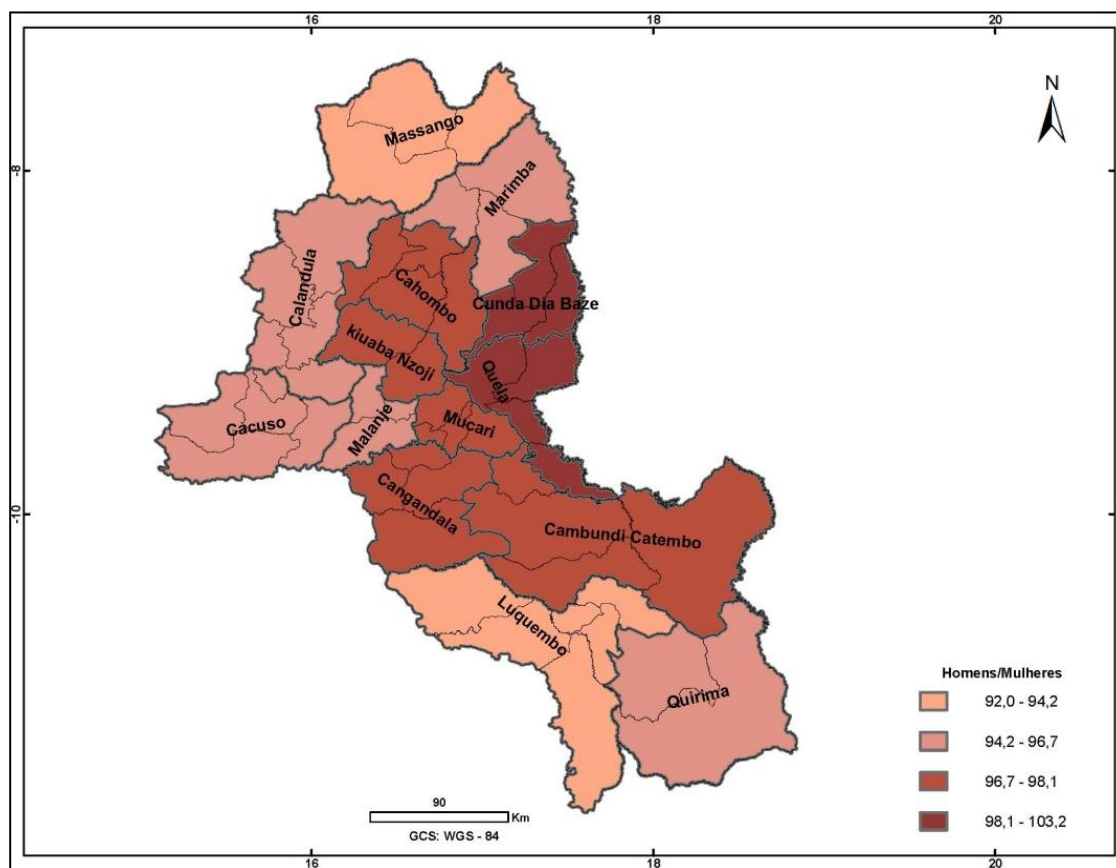 16
18
20
N
-8
Massango
Marimba
Calandula
Cahombo
Cunda Dia Baze
kiuaba Nzoji
Quela
Cacuso
Malanje
Mucari
-10
Cangandala
Cambundi Catembo
Luquembo
Quirima
Homens/Mulheres
92,0 - 94,2
94,2 - 96,7
96,7 - 98,1
98,1 - 103,2
90
Km
GCS: WGS - 84
16
18
20